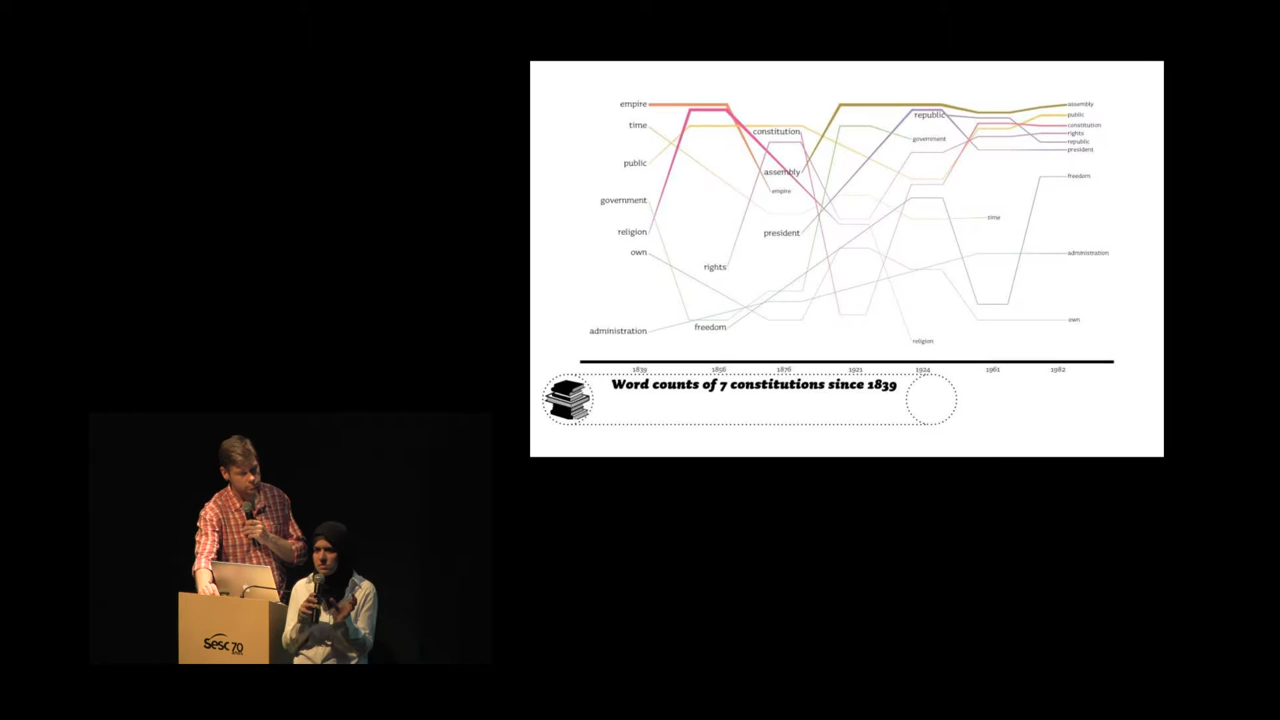 empire
time
public
government
religion
own
administration
rights
freedom
constitution
assembly
empire
president
republic
government
religion
time
assembly
public
constitution
rights
republic
president
freedom
administration
own
1839
1856
1876
1921
1924
1961
1982
Word counts of 7 constitutions since 1839
Sesc 70